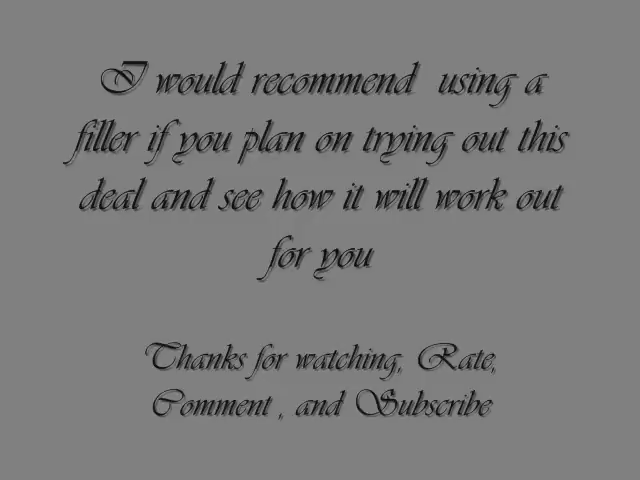 I would recommend using a
filler if you plan on trying out this
deal and see how it will work out
for you
Thanks for watching, Rate,
Comment , and Subscribe